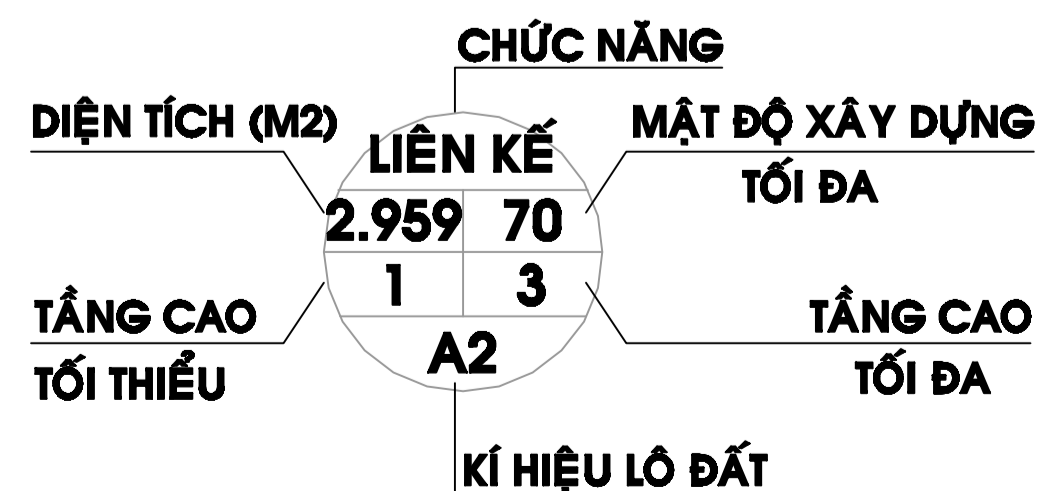 CHỨC NĂNG
DIỆN TÍCH (M2)
MẬT ĐỘ XÂY DỰNG
TỐI ĐA
LIÊN KẾ
2.959 70
1 3
A2
TẦNG CAO
TỐI THIỂU
TẦNG CAO
TỐI ĐA
KÍ HIỆU LÔ ĐẤT